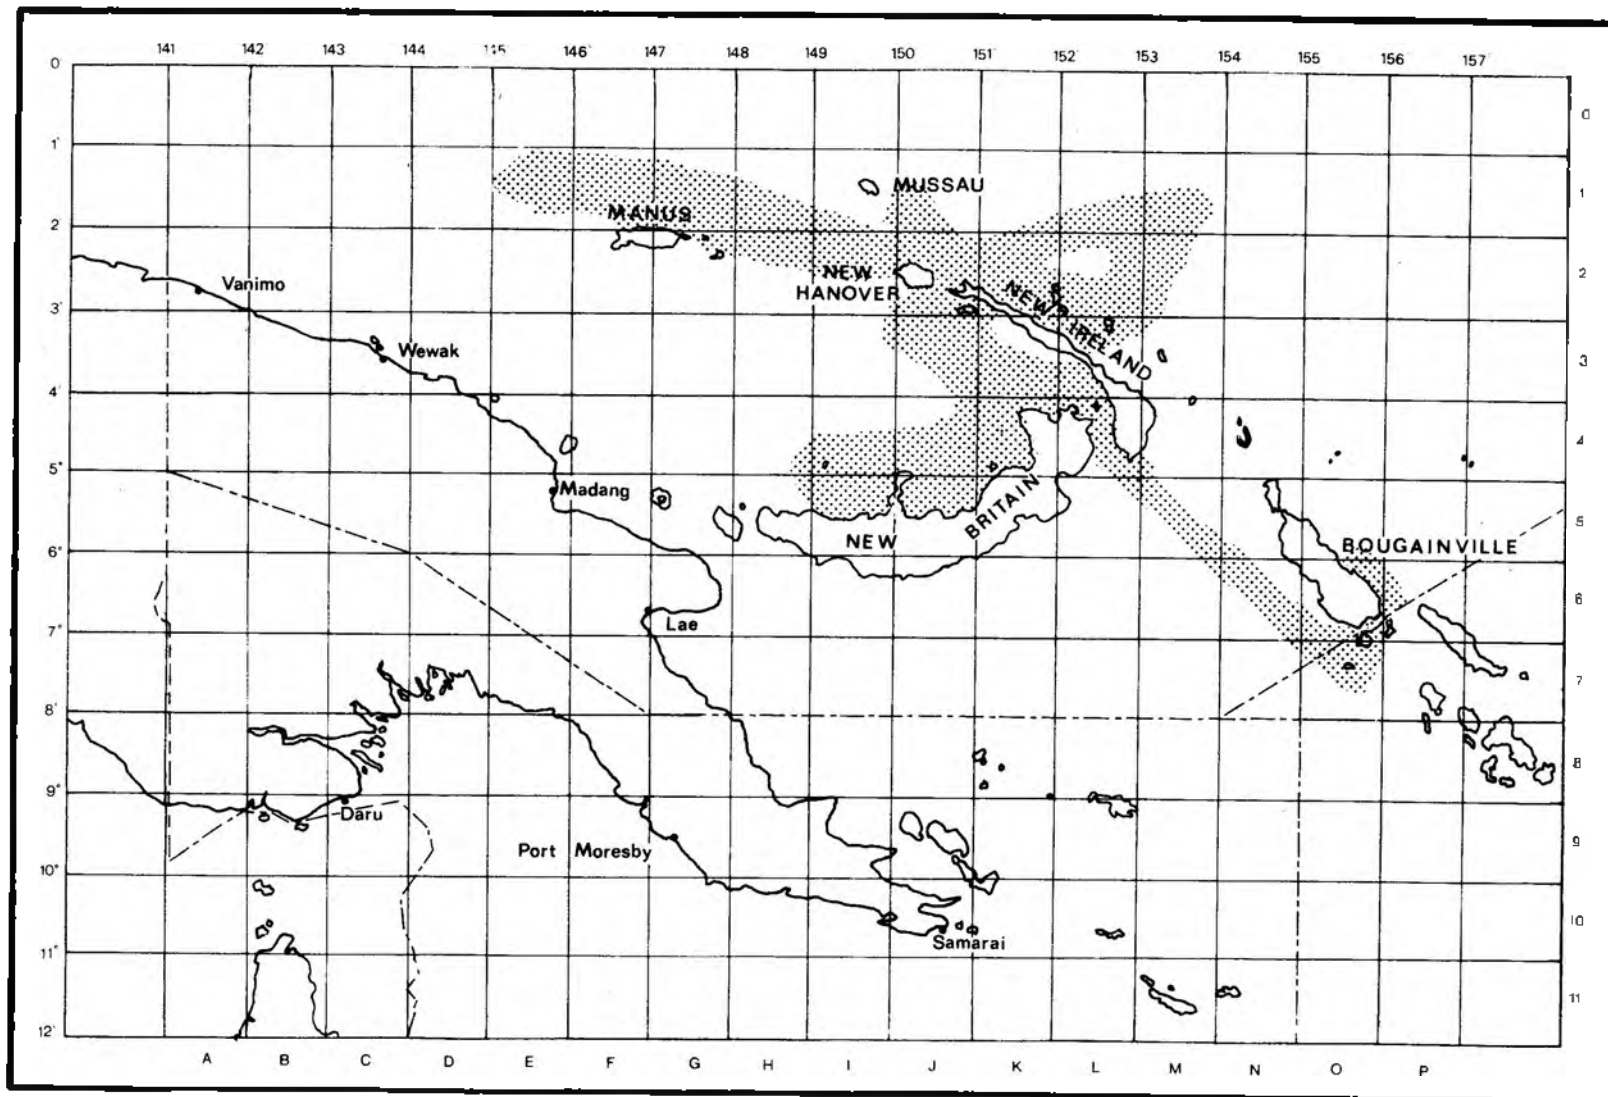 141 142 143 144 115 146 147 148 149 150 151 152 153 154 155 156 157
0
0
1°
MUSSAU
1
MANUS
2
NEW
HANOVER
2
Vanimo
NEW IRELAND
3
Wewak
3
4
4
5°
Madang
BRITAIN
NEW
5
BOUGAINVILLE
6°
6
Lae
7
7
8
8
9
Daru
Port Moresby
9
10°
10
Samarai
11
11
12
A B C D E F G H I J K L M N O P